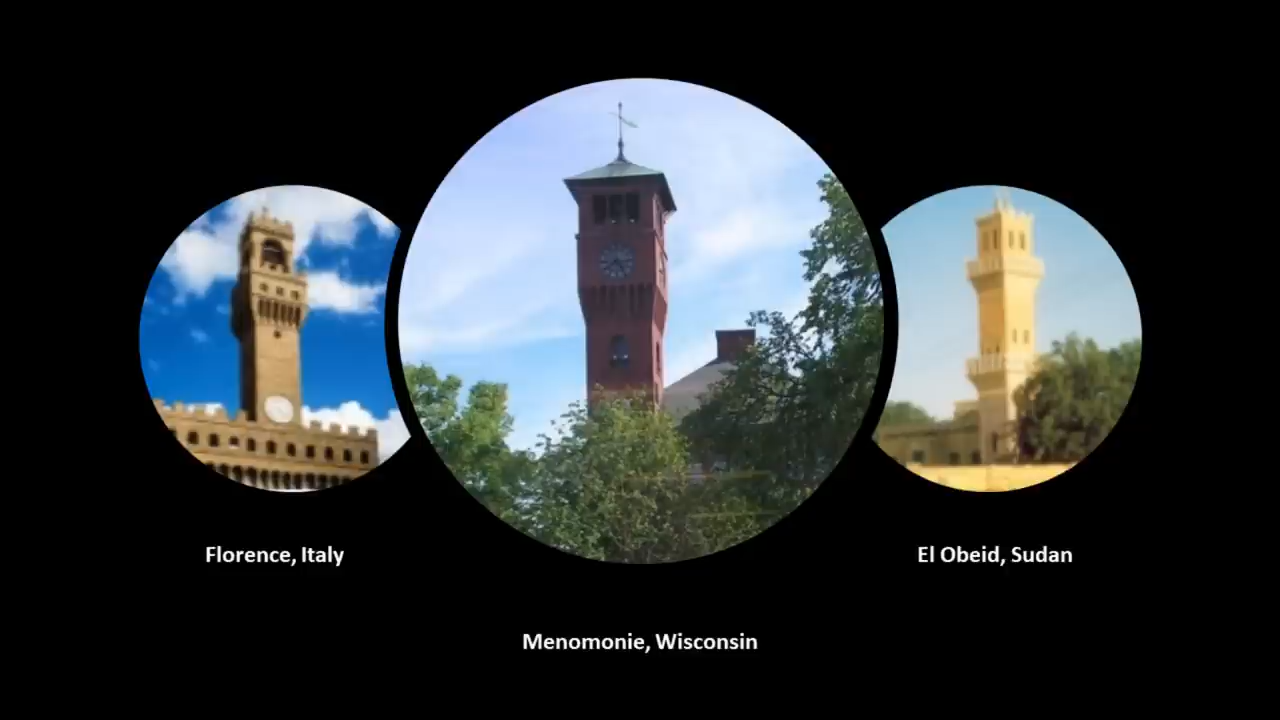 Florence, Italy
El Obeid, Sudan
Menomonie, Wisconsin